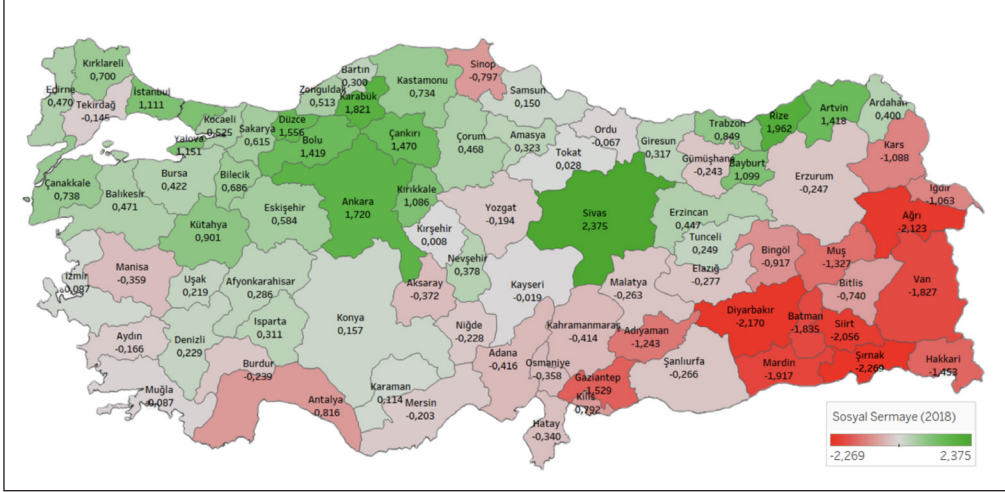 Kırklareli
0,700
Edirne
0,470
Tekirdağ
-0,145
İstanbul
1,111
Kocaeli
0,525
Yalova
1,151
Sakarya
0,615
Zonguldak
0,513
Bartın
0,300
Karabük
1,821
Düzce
1,556
Bolu
1,419
Kastamonu
0,734
Sinop
-0,797
Çankırı
1,470
Samsun
0,150
Çorum
0,468
Amasya
0,323
Ordu
-0,067
Tokat
0,028
Giresun
0,317
Trabzon
0,849
Gümüşhane
-0,243
Bayburt
1,099
Rize
1,962
Artvin
1,418
Ardahan
0,400
Kars
-1,088
Erzurum
-0,247
Iğdır
-1,063
Ağrı
-2,123
Çanakkale
0,738
Balıkesir
0,471
Bursa
0,422
Bilecik
0,686
Kütahya
0,901
Eskişehir
0,584
Ankara
1,720
Kırıkkale
1,086
Kırşehir
0,008
Yozgat
-0,194
Sivas
2,375
Erzincan
0,447
Tunceli
0,249
Bingöl
-0,917
Muş
-1,327
Bitlis
-0,740
Van
-1,827
İzmir
0,087
Manisa
-0,359
Uşak
0,219
Afyonkarahisar
0,286
Nevşehir
0,378
Aksaray
-0,372
Kayseri
-0,019
Malatya
-0,263
Elazığ
-0,277
Diyarbakır
-2,170
Batman
-1,835
Siirt
-2,056
Şırnak
-2,269
Hakkari
-1,453
Aydın
-0,166
Denizli
0,229
Isparta
0,311
Burdur
-0,239
Konya
0,157
Niğde
-0,228
Adana
-0,416
Kahramanmaraş
-0,414
Adıyaman
-1,243
Şanlıurfa
-0,266
Mardin
-1,917
Muğla
-0,087
Antalya
-0,816
Karaman
0,114
Mersin
-0,203
Osmaniye
-0,358
Gaziantep
-1,529
Kilis
0,792
Hatay
-0,340
Sosyal Sermaye (2018)
-2,269
2,375